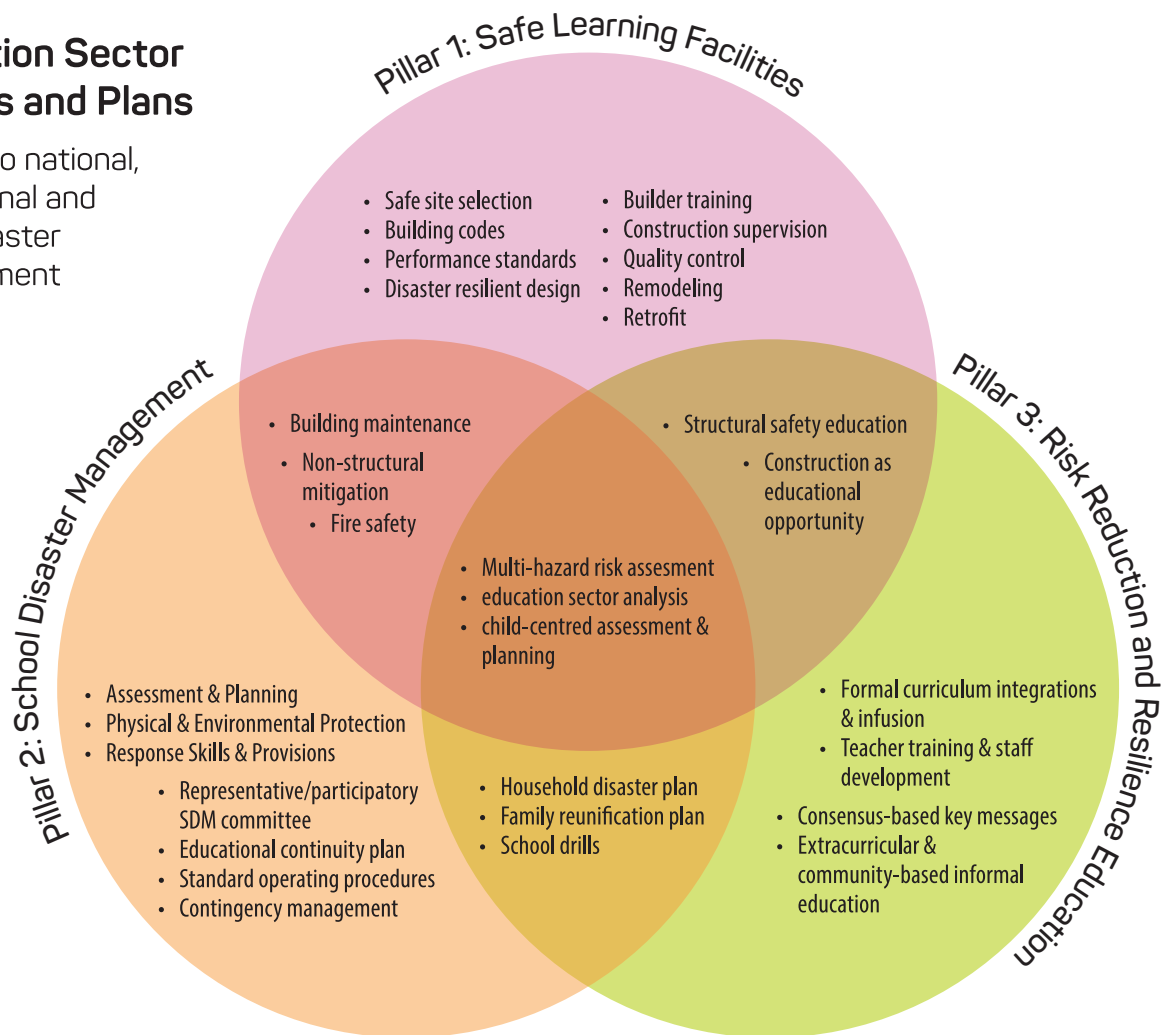 tion Sector
s and Plans
o national,
nal and
aster
ment
Pillar 1: Safe Learning Facilities
• Safe site selection
• Building codes
• Performance standards
• Disaster resilient design
• Builder training
• Construction supervision
• Quality control
• Remodeling
• Retrofit
Pillar 2: School Disaster Management
Pillar 3: Risk Reduction and Resilience Education
• Building maintenance
• Non-structural
mitigation
• Fire safety
• Structural safety education
• Construction as
educational
opportunity
• Multi-hazard risk assesment
• education sector analysis
• child-centred assessment &
planning
• Assessment & Planning
• Physical & Environmental Protection
• Response Skills & Provisions
• Representative/participatory
SDM committee
• Educational continuity plan
• Standard operating procedures
• Contingency management
• Household disaster plan
• Family reunification plan
• School drills
• Formal curriculum integrations
& infusion
• Teacher training & staff
development
• Consensus-based key messages
• Extracurricular &
community-based informal
education